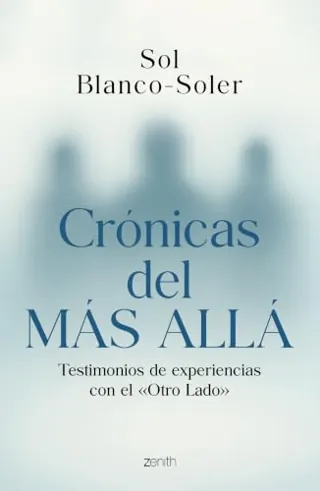 Sol
Blanco-Soler
Crónicas
del
MÁS ALLÁ
Testimonios de experiencias
con el «Otro Lado»
zenith